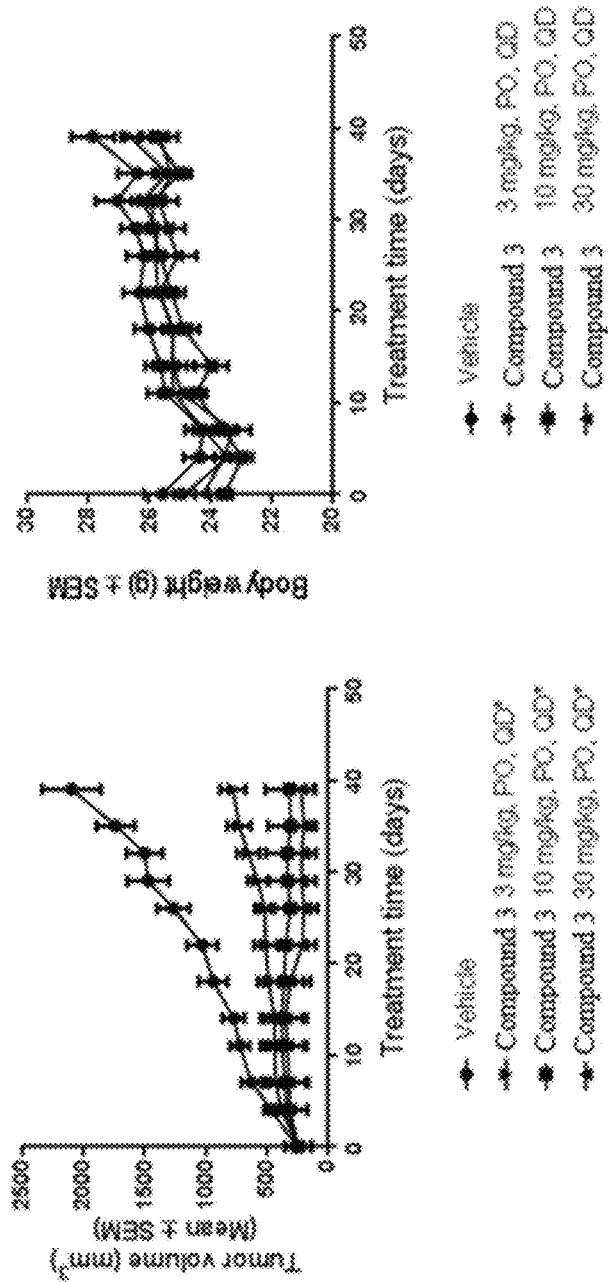 Tumor volume (mm3)
(Mean ± SEM)
2500
2000
1500
1000
500
0
0
10
20
30
40
50
Treatment time (days)
Vehicle
Compound 3 3 mg/kg, PO, QD*
Compound 3 10 mg/kg, PO, QD*
Compound 3 30 mg/kg, PO, QD*
Body weight (g) ± SEM
30
28
26
24
22
20
0
10
20
30
40
50
Treatment time (days)
Vehicle
Compound 3 3 mg/kg, PO, QD
Compound 3 10 mg/kg, PO, QD
Compound 3 30 mg/kg, PO, QD